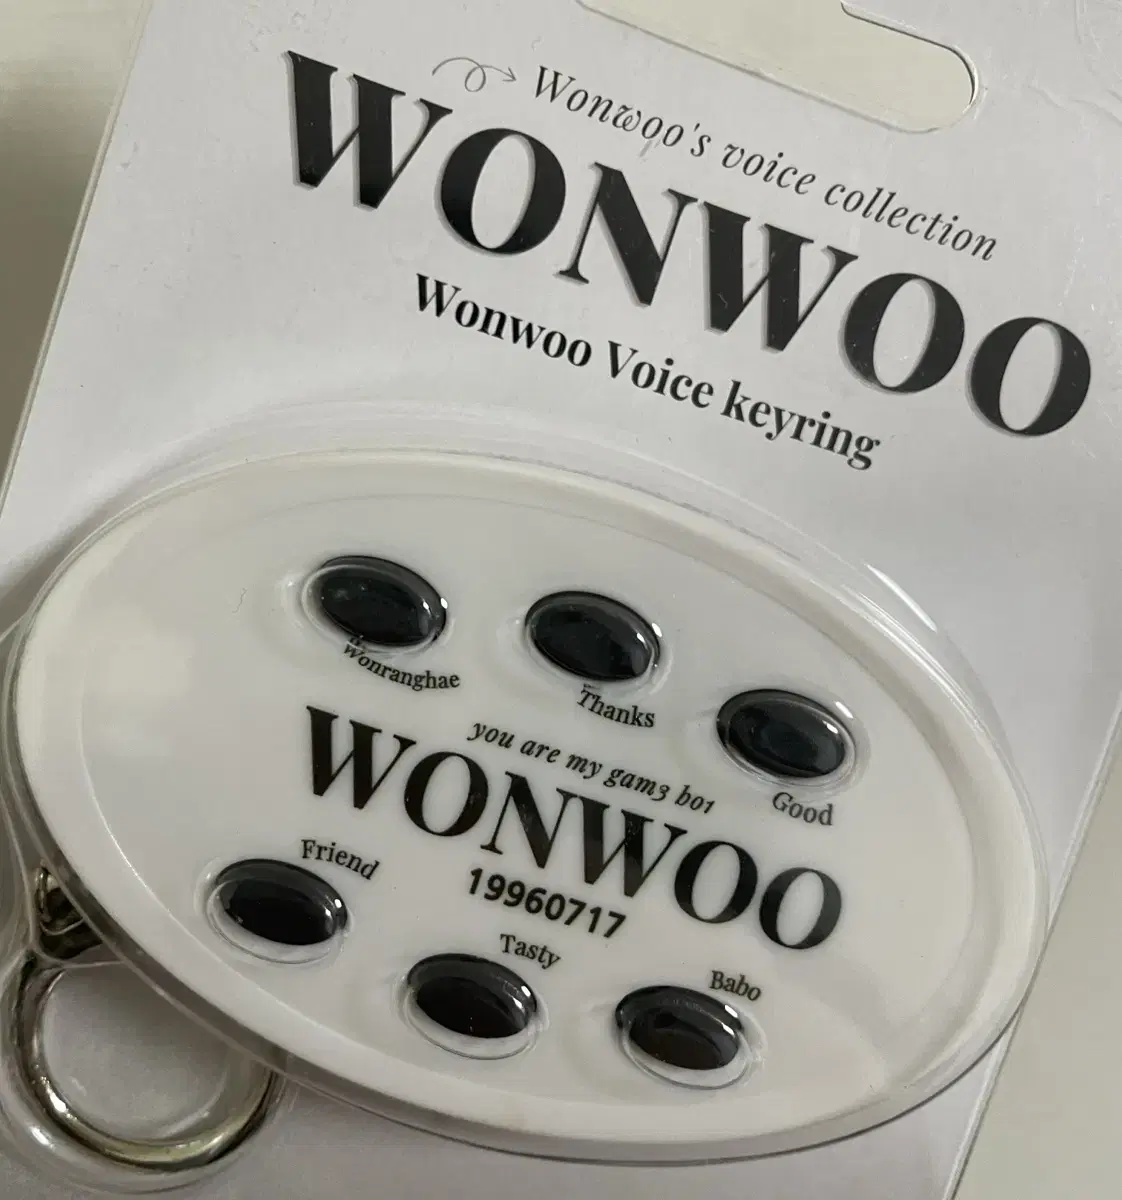 Wonwoo's voice collection
WONWOO
Wonwoo Voice keyring
Wonranghae
Thanks
Good
you are my gam3 bo1
WONWOO
19960717
Friend
Tasty
Babo